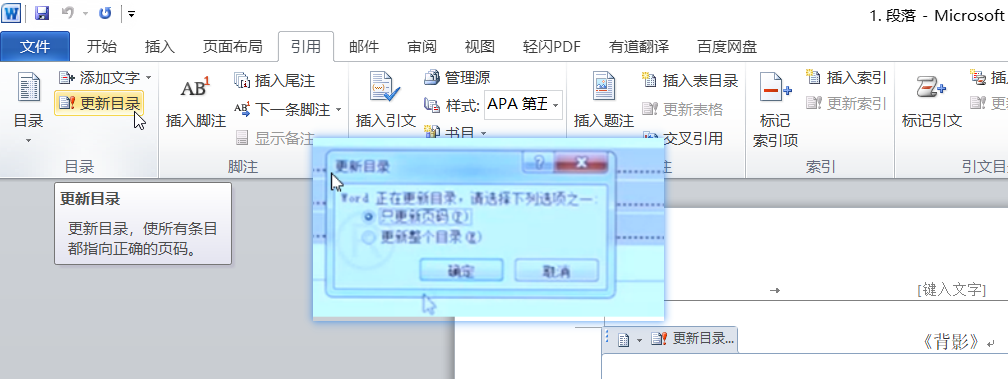 1. 段落 - Microsoft
文件 开始 插入 页面布局 引用 邮件 审阅 视图 轻闪PDF 有道翻译 百度网盘
目录
添加文字
更新目录
目录
AB¹
插入脚注
插入尾注
下一条脚注
显示备注
脚注
插入引文
管理源
样式: APA 第五
书目
插入题注
插入表目录
更新表格
交叉引用
标记
索引项
插入索引
更新索引
索引
标记引文
插
更
引文目
更新目录
更新目录，使所有条目
都指向正确的页码。
更新目录
Word 正在更新目录，请选择下列选项之一:
只更新页码(P)
更新整个目录(E)
确定 取消
[键入文字]
更新目录...
《背影》